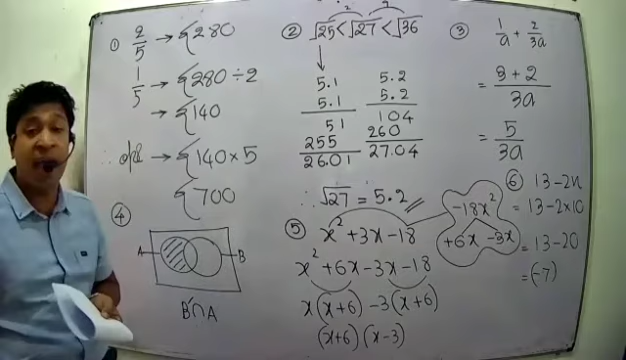 ① 2/5 → රු280
1/5 → රු280 ÷ 2
→ රු140
∴ → රු140 × 5
රු700
② √25 < √27 < √36
5.1
5.1
51
255
26.01
5.2
5.2
104
260
27.04
∴ √27 = 5.2
③ 1/a + 2/3a
= 3 + 2 / 3a
= 5/3a
④
A B
B′∩A
⑤ x² + 3x - 18
x² + 6x - 3x - 18
x(x+6) - 3(x+6)
(x+6)(x-3)
-18x²
+6x -3x
⑥ 13 - 2n
= 13 - 2×10
= 13 - 20
= (-7)